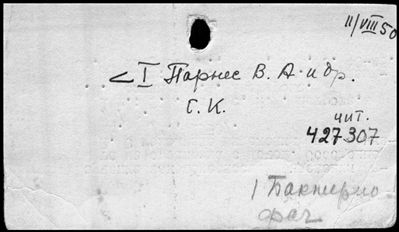 11/VIII 50
< I Парнес В. А. и др.
Г. К.
чит.
427307
1 Бактерио
фаг